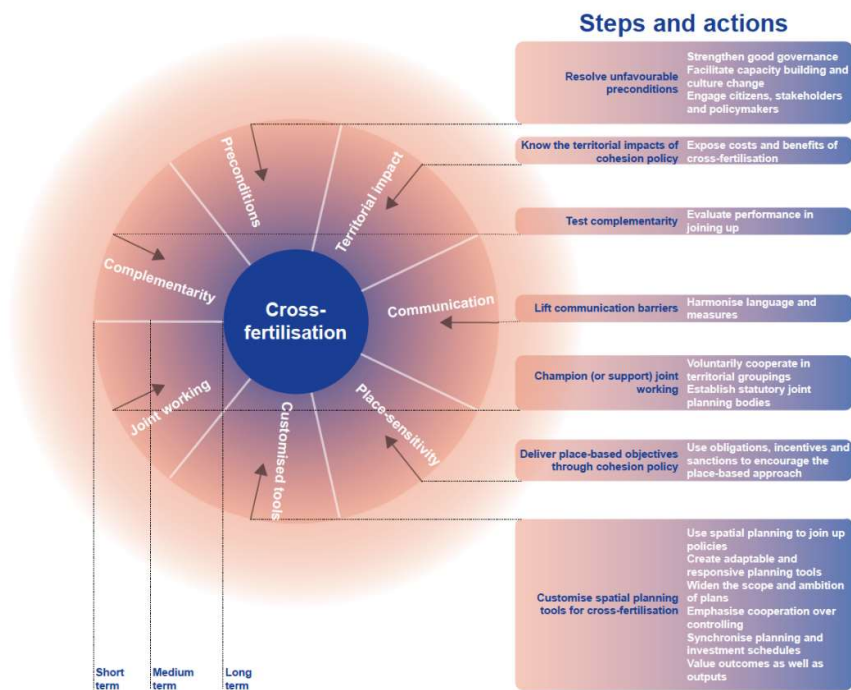 Steps and actions
Resolve unfavourable
preconditions
Strengthen good governance
Facilitate capacity building and
culture change
Engage citizens, stakeholders
and policymakers
Know the territorial impacts of
cohesion policy
Expose costs and benefits of
cross-fertilisation
Test complementarity
Evaluate performance in
joining up
Lift communication barriers
Harmonise language and
measures
Champion (or support) joint
working
Voluntarily cooperate in
territorial groupings
Establish statutory joint
planning bodies
Deliver place-based objectives
through cohesion policy
Use obligations, incentives and
sanctions to encourage the
place-based approach
Customise spatial planning
tools for cross-fertilisation
Use spatial planning to join up
policies
Create adaptable and
responsive planning tools
Widen the scope and ambition
of plans
Emphasise cooperation over
controlling
Synchronise planning and
investment schedules
Value outcomes as well as
outputs
Preconditions
Territorial impact
Complementarity
Communication
Cross-
fertilisation
Joint working
Customised tools
Place-sensitivity
Short
term
Medium
term
Long
term